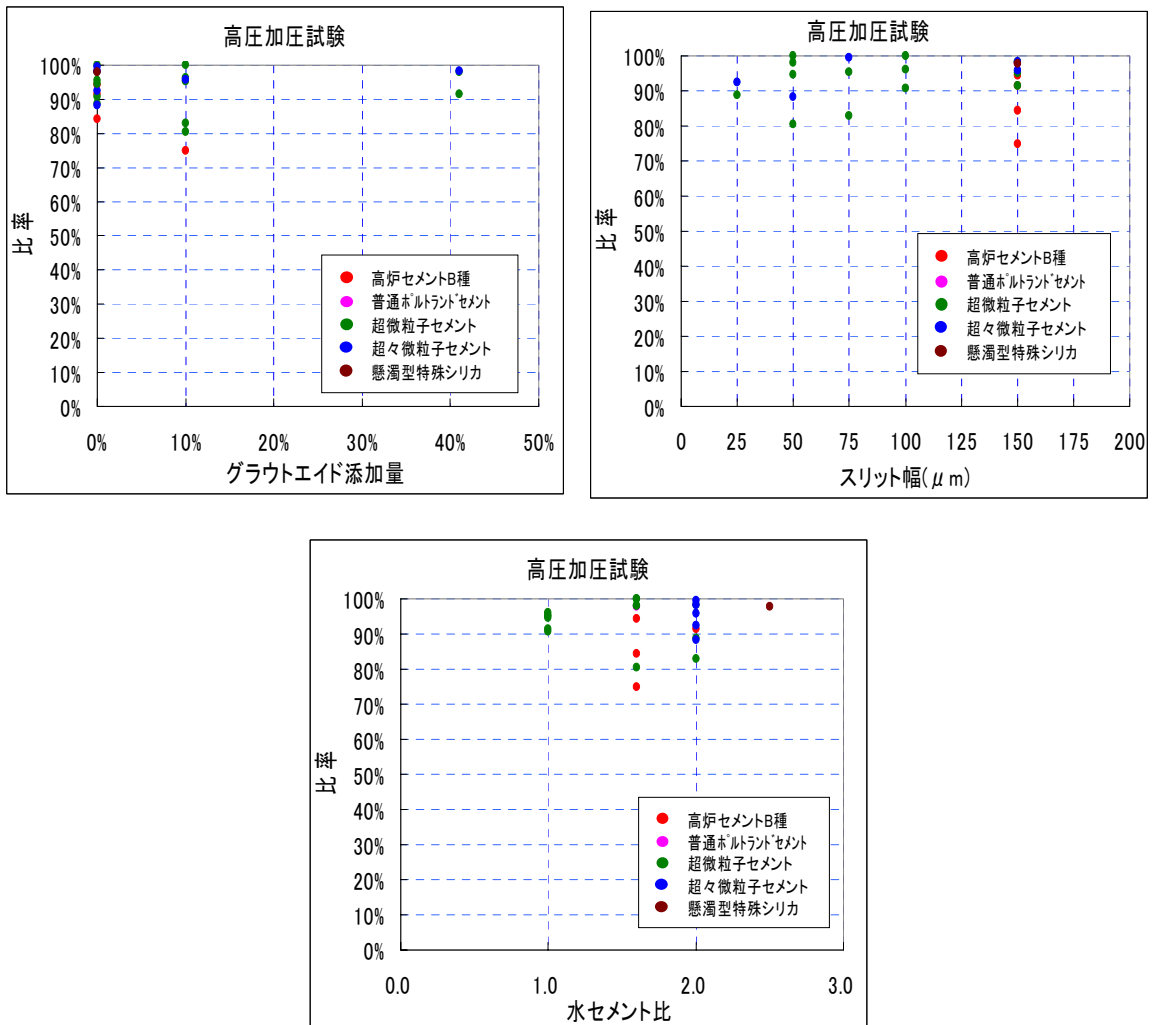 高圧加圧試験
100%
90%
80%
70%
60%
50%
40%
30%
20%
10%
0%
比率
高炉セメントB種
普通ポルトランドセメント
超微粒子セメント
超々微粒子セメント
懸濁型特殊シリカ
0% 10% 20% 30% 40% 50%
グラウトエイド添加量
高圧加圧試験
100%
90%
80%
70%
60%
50%
40%
30%
20%
10%
0%
比率
高炉セメントB種
普通ポルトランドセメント
超微粒子セメント
超々微粒子セメント
懸濁型特殊シリカ
0 25 50 75 100 125 150 175 200
スリット幅(μm)
高圧加圧試験
100%
90%
80%
70%
60%
50%
40%
30%
20%
10%
0%
比率
高炉セメントB種
普通ポルトランドセメント
超微粒子セメント
超々微粒子セメント
懸濁型特殊シリカ
0.0 1.0 2.0 3.0
水セメント比